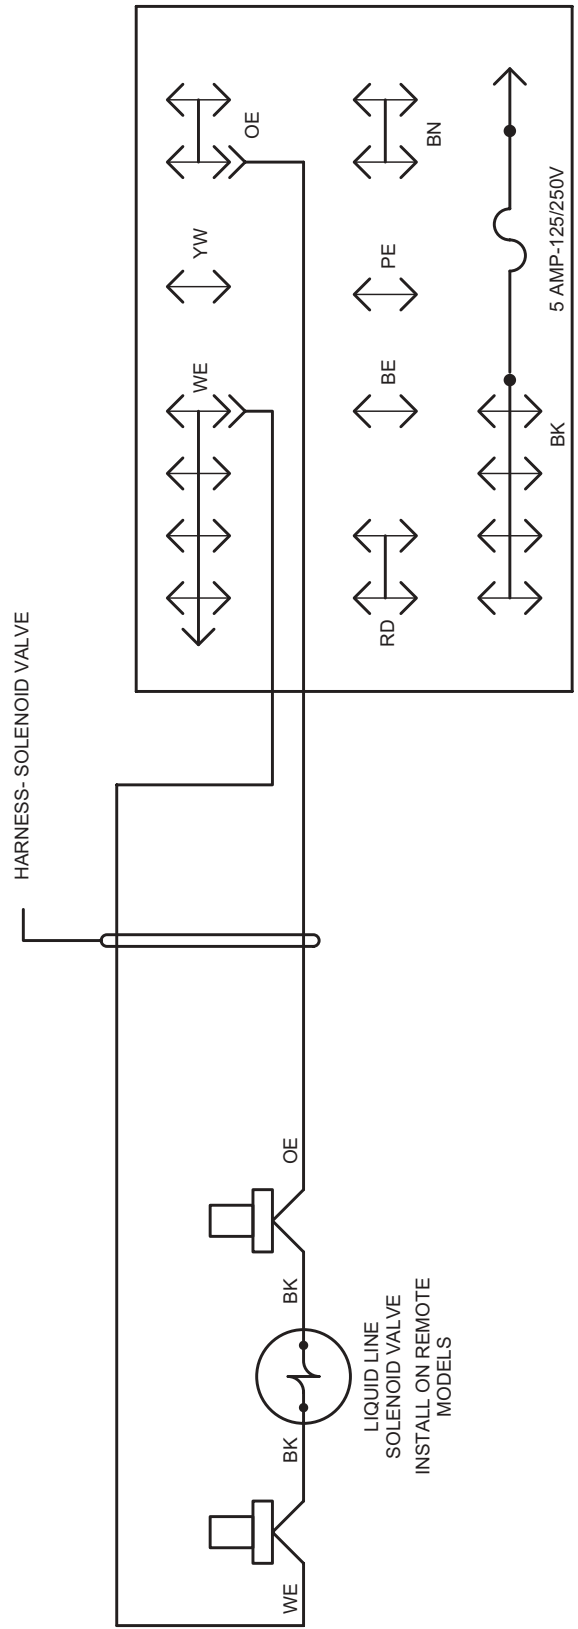 HARNESS- SOLENOID VALVE
WE
BK
LIQUID LINE
SOLENOID VALVE
INSTALL ON REMOTE
MODELS
BK
OE
WE
YW
OE
RD
BE
PE
BN
BK
5 AMP-125/250V